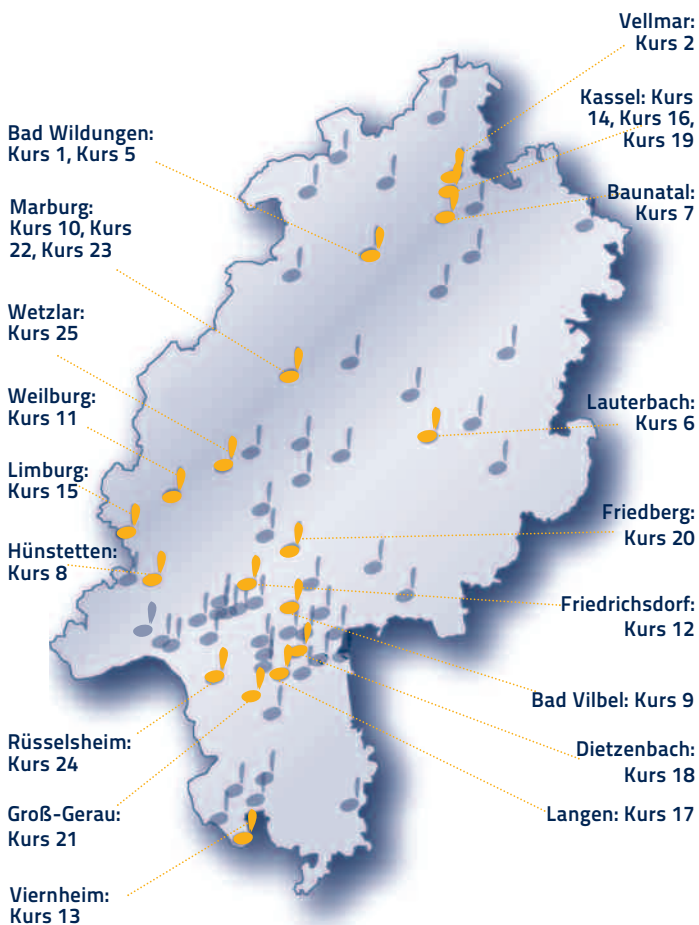 Vellmar:
Kurs 2
Kassel: Kurs
14, Kurs 16,
Kurs 19
Bad Wildungen:
Kurs 1, Kurs 5
Baunatal:
Kurs 7
Marburg:
Kurs 10, Kurs
22, Kurs 23
Wetzlar:
Kurs 25
Weilburg:
Kurs 11
Lauterbach:
Kurs 6
Limburg:
Kurs 15
Friedberg:
Kurs 20
Hünstetten:
Kurs 8
Friedrichsdorf:
Kurs 12
Bad Vilbel: Kurs 9
Rüsselsheim:
Kurs 24
Dietzenbach:
Kurs 18
Groß-Gerau:
Kurs 21
Langen: Kurs 17
Viernheim:
Kurs 13